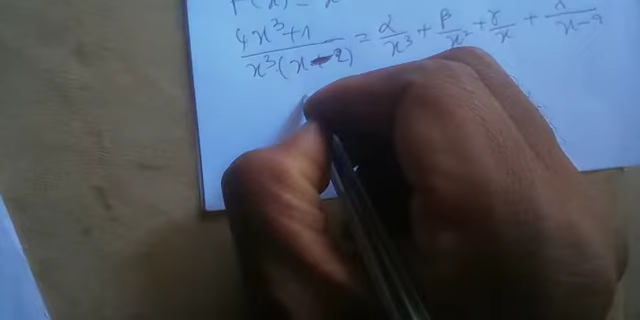 (x) = x
4x³+1 / x³(x-2) = α/x³ + β/x² + γ/x + λ/x-2